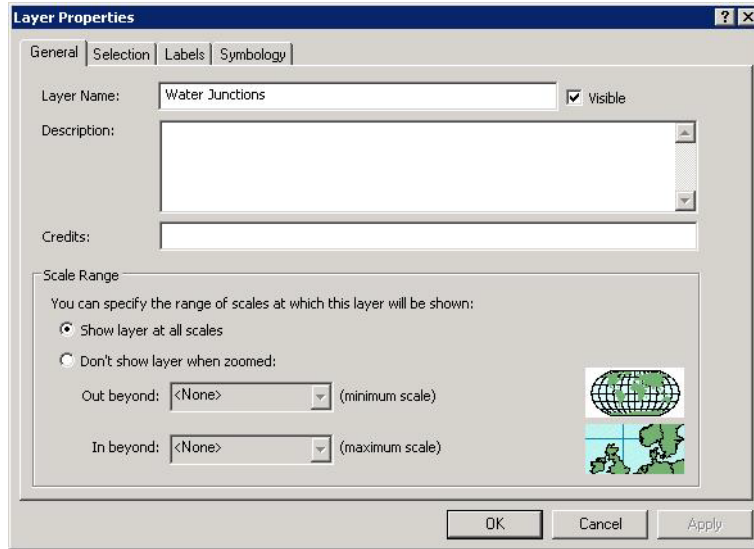 Layer Properties
General Selection Labels Symbology
Layer Name: Water Junctions Visible
Description:
Credits:
Scale Range
You can specify the range of scales at which this layer will be shown:
Show layer at all scales
Don't show layer when zoomed:
Out beyond: <None> (minimum scale)
In beyond: <None> (maximum scale)
OK Cancel Apply